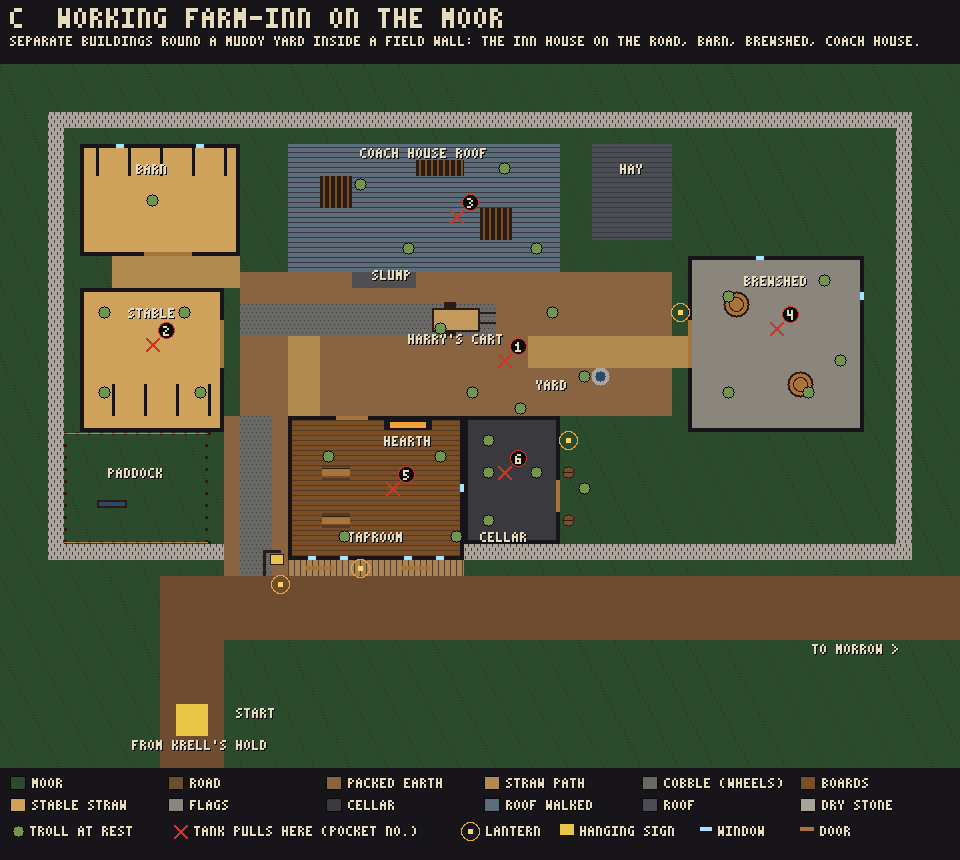 C WORKING FARM-INN ON THE MOOR
SEPARATE BUILDINGS ROUND A MUDDY YARD INSIDE A FIELD WALL: THE INN HOUSE ON THE ROAD, BARN, BREWSHED, COACH HOUSE.
COACH HOUSE ROOF
BARN
HAY
3
SLUMP
BREWSHED
STABLE
4
2
HARRY'S CART
1
YARD
HEARTH
6
PADDOCK
5
TAPROOM
CELLAR
TO MORROW >
START
FROM KRELL'S HOLD
MOOR
ROAD
PACKED EARTH
STRAW PATH
COBBLE (WHEELS)
BOARDS
STABLE STRAW
FLAGS
CELLAR
ROOF WALKED
ROOF
DRY STONE
TROLL AT REST
TANK PULLS HERE (POCKET NO.)
LANTERN
HANGING SIGN
WINDOW
DOOR